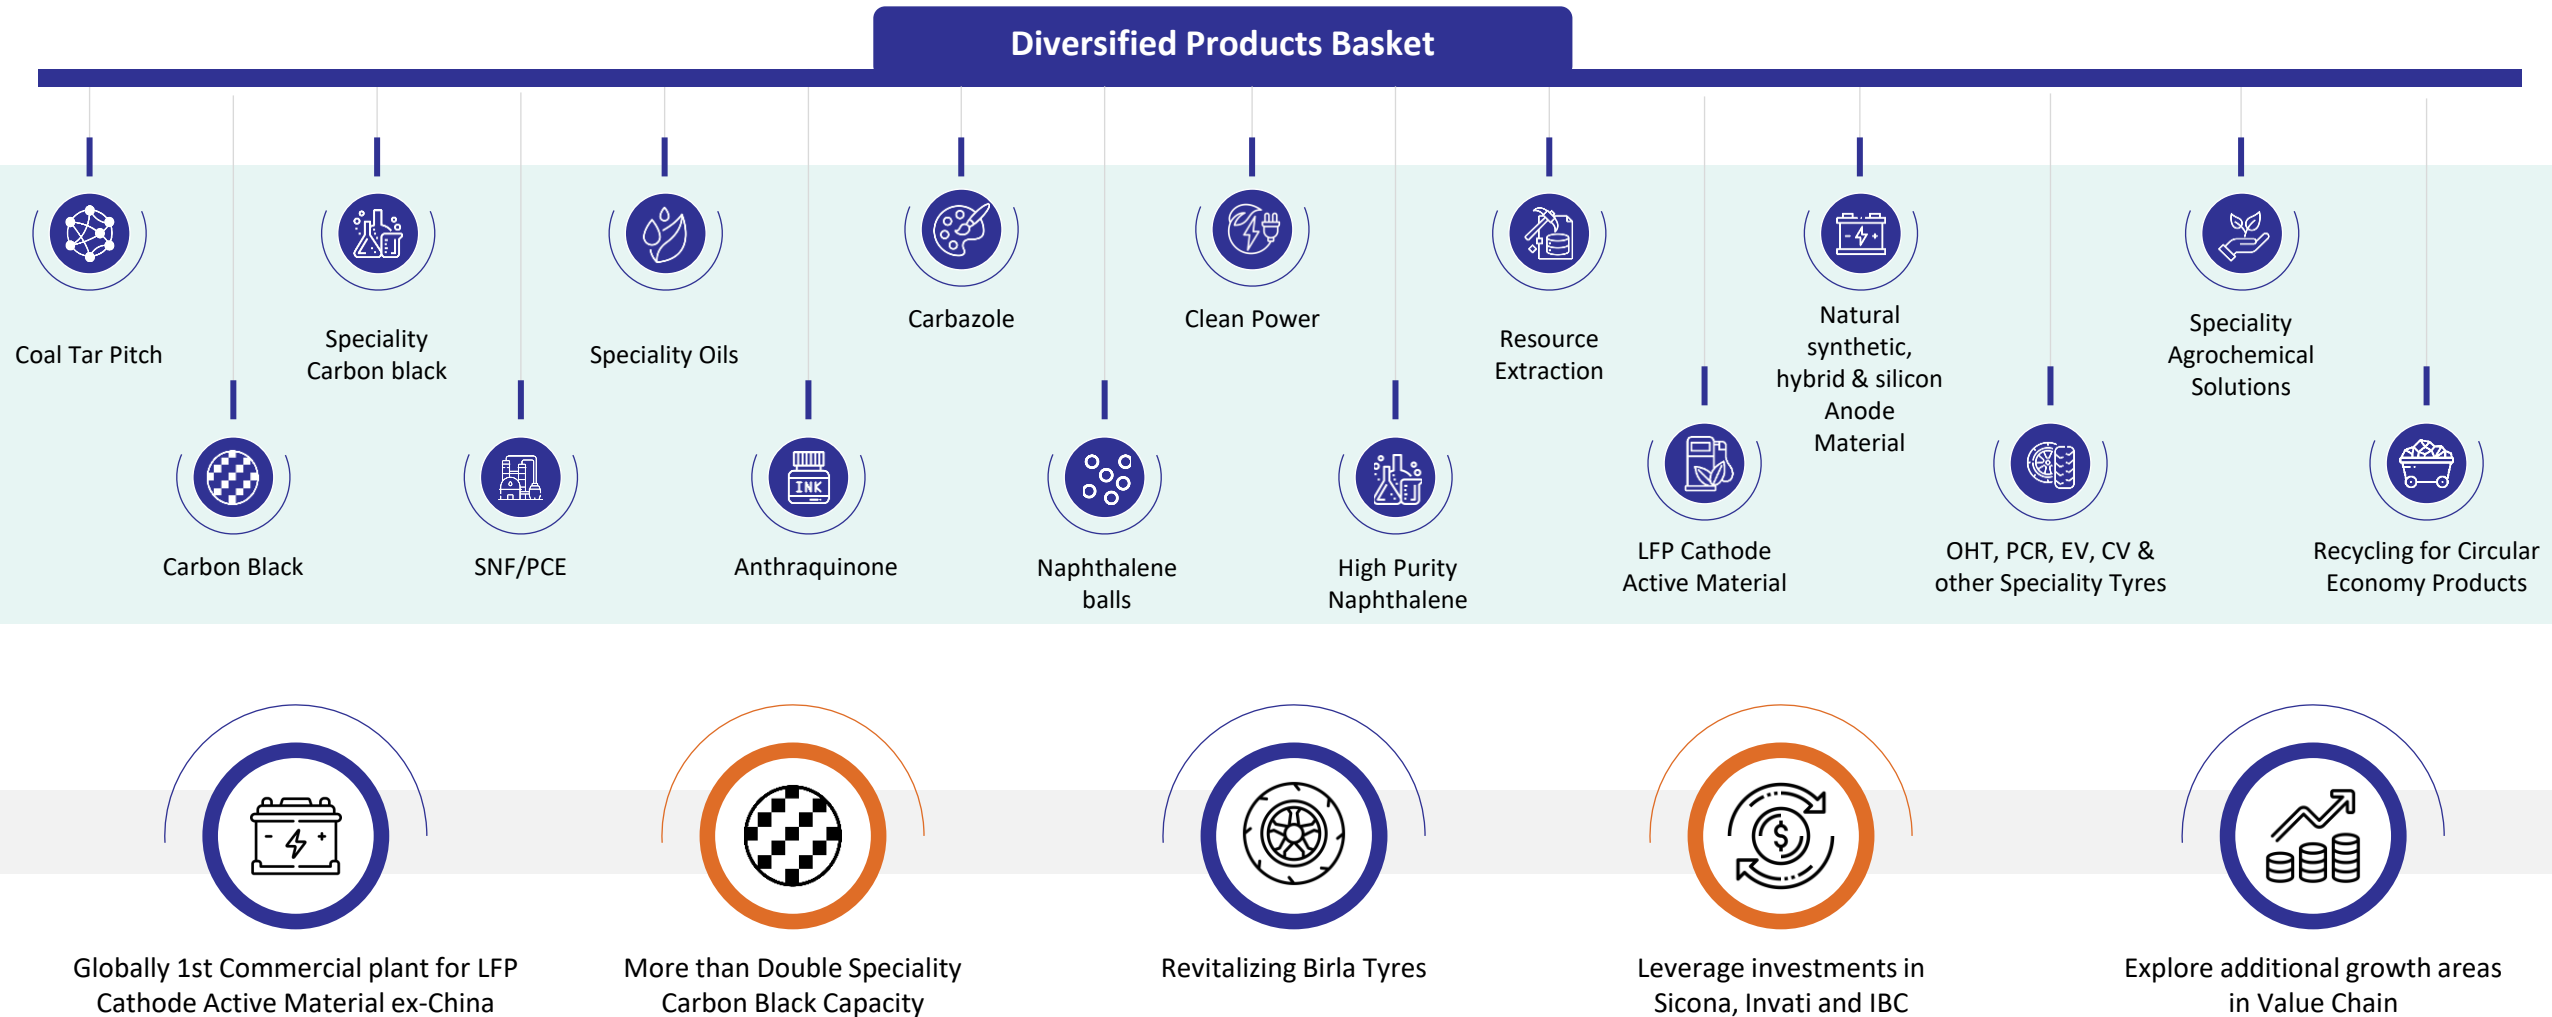 Diversified Products Basket
Coal Tar Pitch
Carbon Black
Speciality
Carbon black
SNF/PCE
Speciality Oils
INK
Anthraquinone
Carbazole
Naphthalene
balls
Clean Power
High Purity
Naphthalene
Resource
Extraction
LFP Cathode
Active Material
Natural
synthetic,
hybrid & silicon
Anode
Material
OHT, PCR, EV, CV &
other Speciality Tyres
Speciality
Agrochemical
Solutions
Recycling for Circular
Economy Products
Globally 1st Commercial plant for LFP
Cathode Active Material ex-China
More than Double Speciality
Carbon Black Capacity
Revitalizing Birla Tyres
$
Leverage investments in
Sicona, Invati and IBC
Explore additional growth areas
in Value Chain